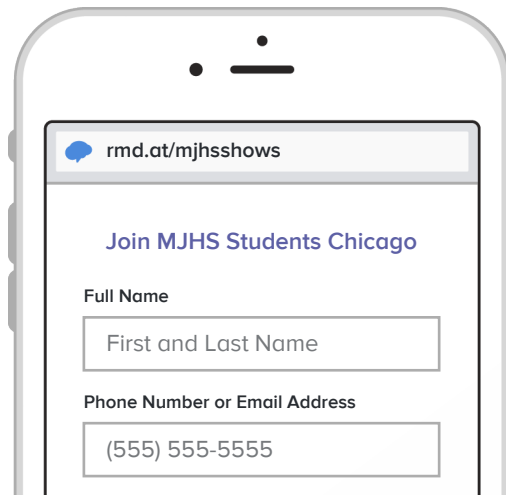 rmd.at/mjhsshows
Join MJHS Students Chicago
Full Name
First and Last Name
Phone Number or Email Address
(555) 555-5555